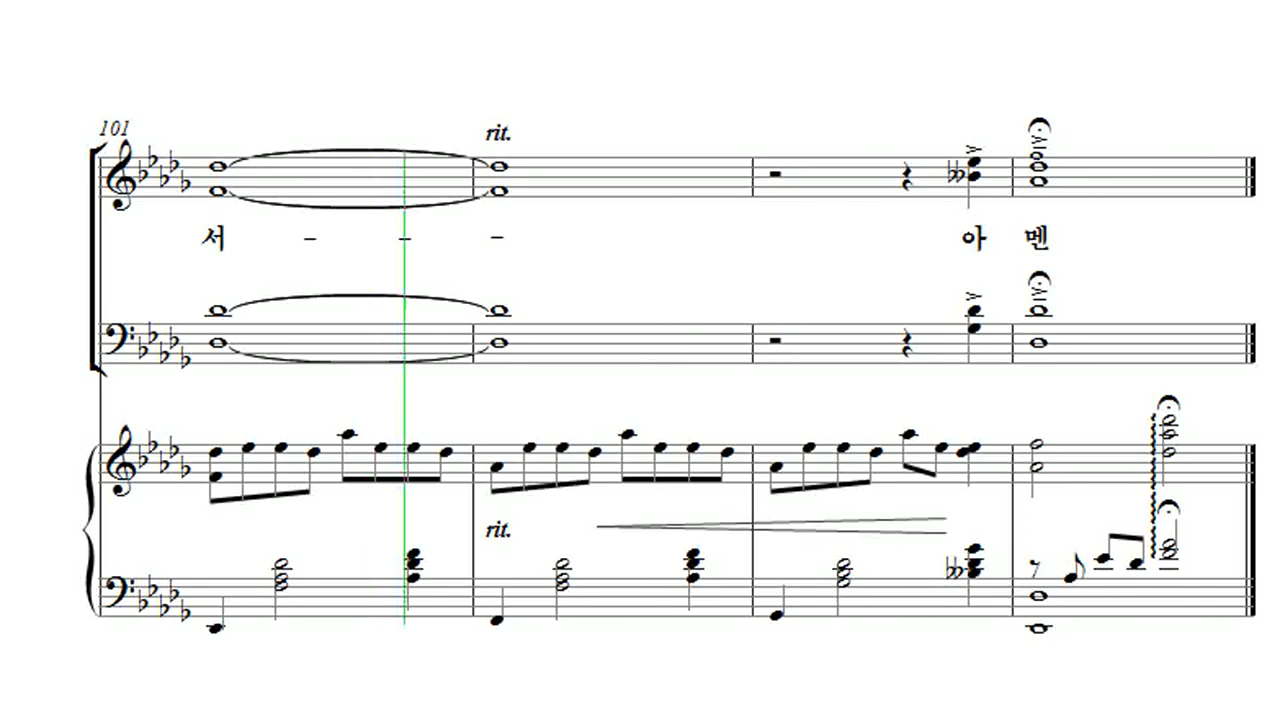 101
rit.
서 - - - 아 멘
rit.